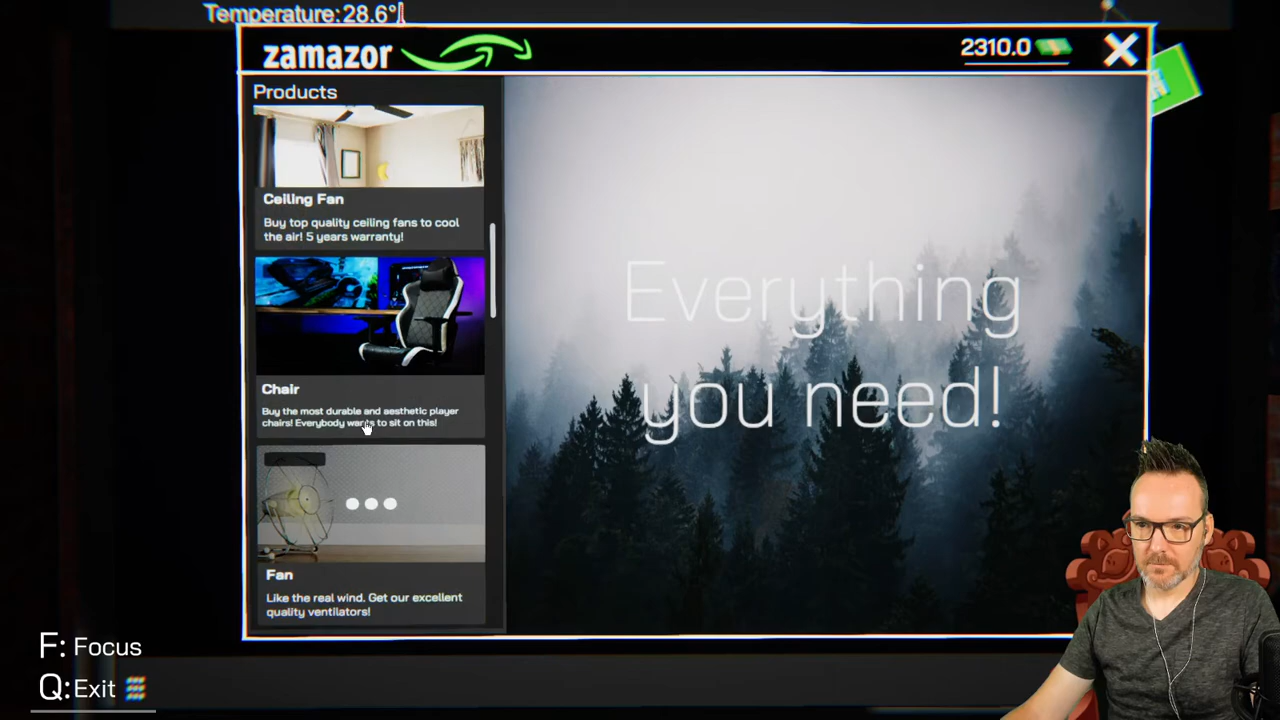 Temperature: 28.6°
zamazor
2310.0
Products
Ceiling Fan
Buy top quality ceiling fans to cool
the air! 5 years warranty!
Chair
Buy the most durable and aesthetic player
chairs! Everybody wants to sit on this!
Fan
Like the real wind. Get our excellent
quality ventilators!
Everything
you need!
F: Focus
Q: Exit